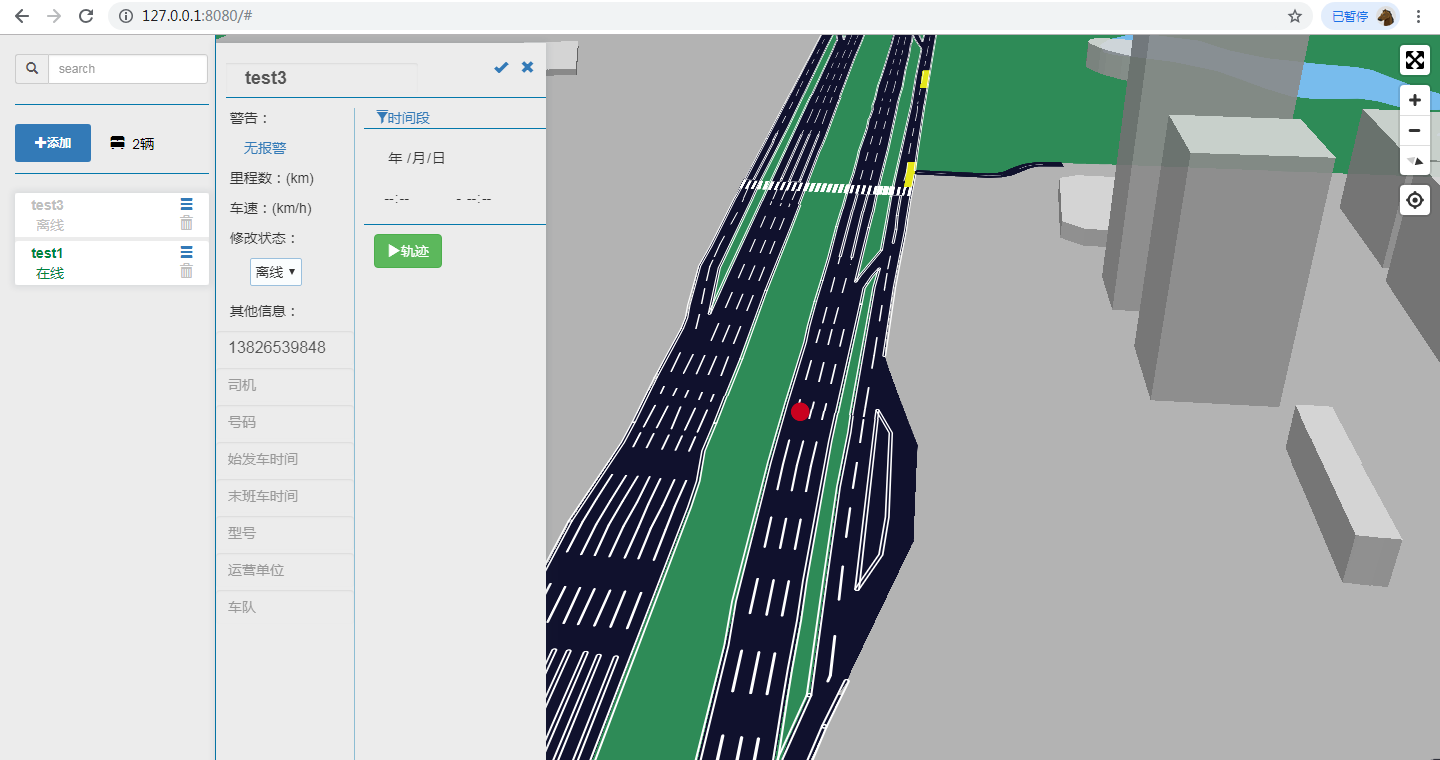 127.0.0.1:8080/#
已暂停
search
添加
2辆
test3
离线
test1
在线
test3
警告：
无报警
里程数：(km)
车速：(km/h)
修改状态：
离线
其他信息：
13826539848
司机
号码
始发车时间
末班车时间
型号
运营单位
车队
时间段
年 /月/日
--:-- - --:--
轨迹